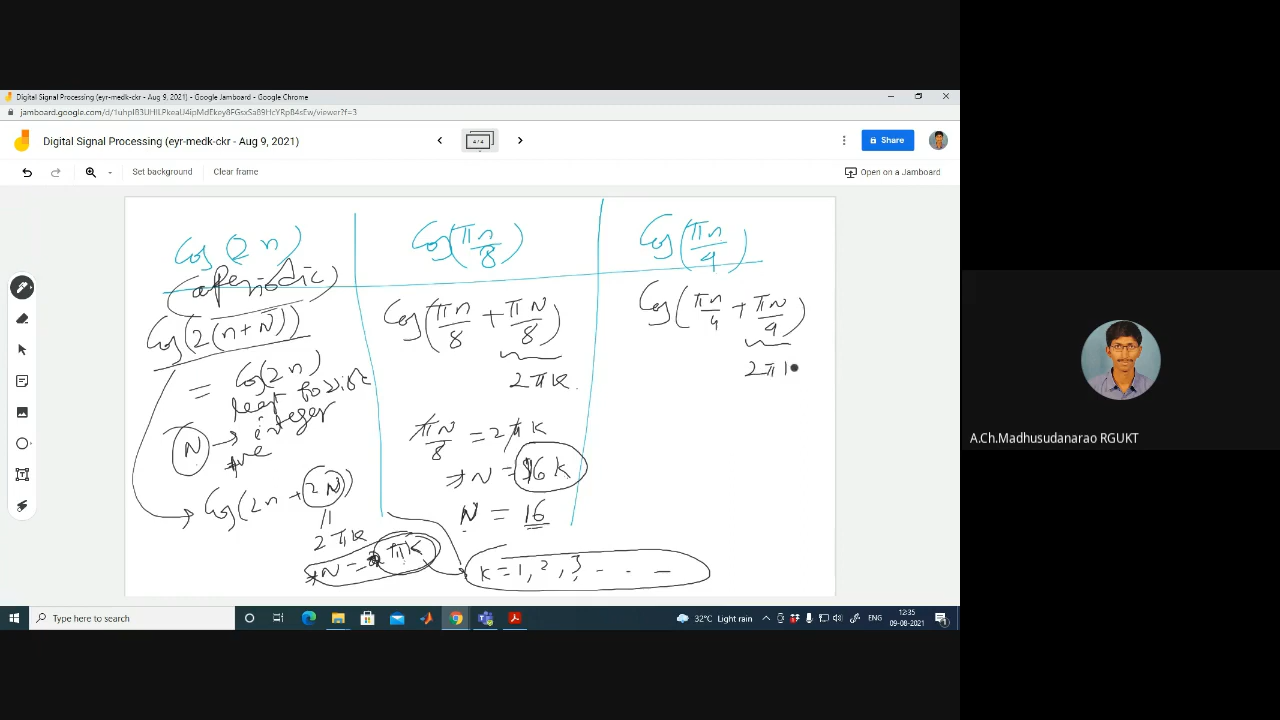 Digital Signal Processing (eyr-medk-ckr - Aug 9, 2021) - Google Jamboard - Google Chrome
Digital Signal Processing (eyr-medk-ckr - Aug 9, 2021)
4/4
Share
Set background
Clear frame
Open on a Jamboard
Cos(2n)
(aperiodic)
Cos(2(n+N))
= Cos(2n)
least
integer
N →
+ve
Cos(2n+2N)
||
2πk
N = πk
Cos(πn/8)
Cos(πn/8 + πN/8)
2πk
πN/8 = 2πk
N = 16k
N = 16
k = 1, 2, 3, - - - -
Cos(πn/4)
Cos(πn/4 + πN/4)
2π
A.Ch.Madhusudanarao RGUKT
Type here to search
32°C Light rain
ENG
12:35
09-08-2021